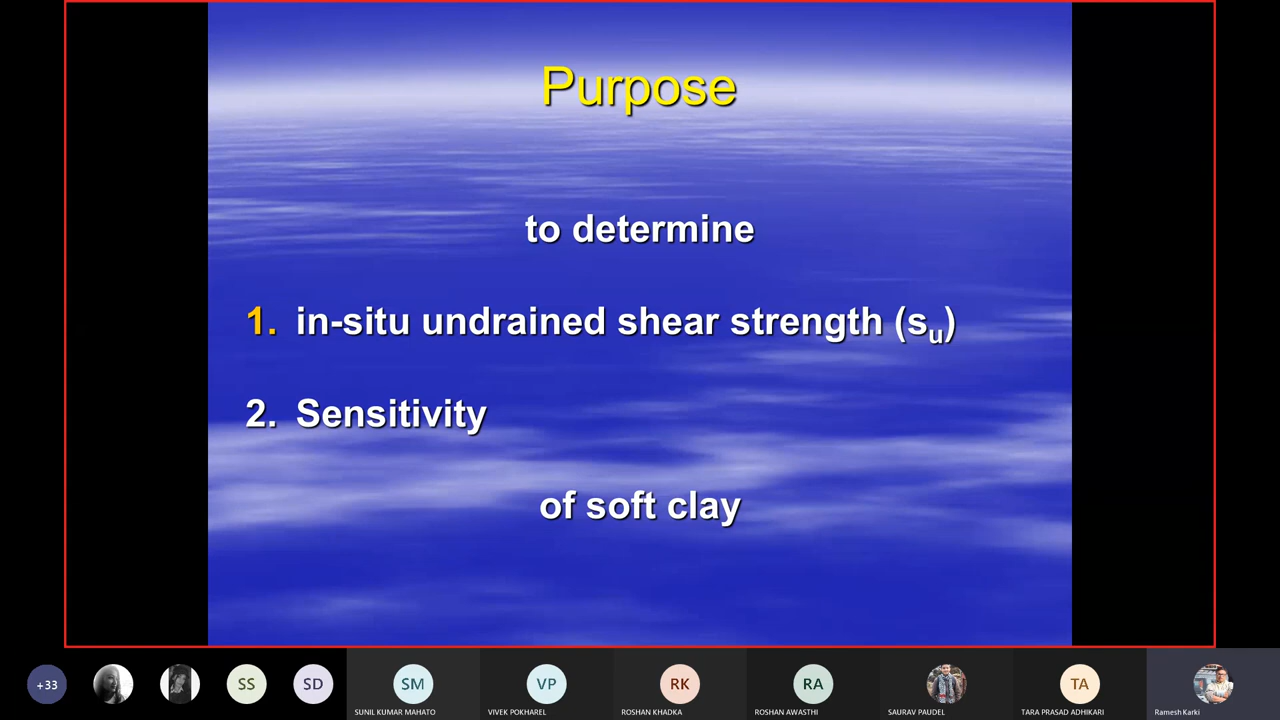 Purpose
to determine
1. in-situ undrained shear strength (su)
2. Sensitivity
of soft clay
+33
SS
SD
SM
VP
RK
RA
TA
SUNIL KUMAR MAHATO
VIVEK POKHAREL
ROSHAN KHADKA
ROSHAN AWASTHI
SAURAV PAUDEL
TARA PRASAD ADHIKARI
Ramesh Karki